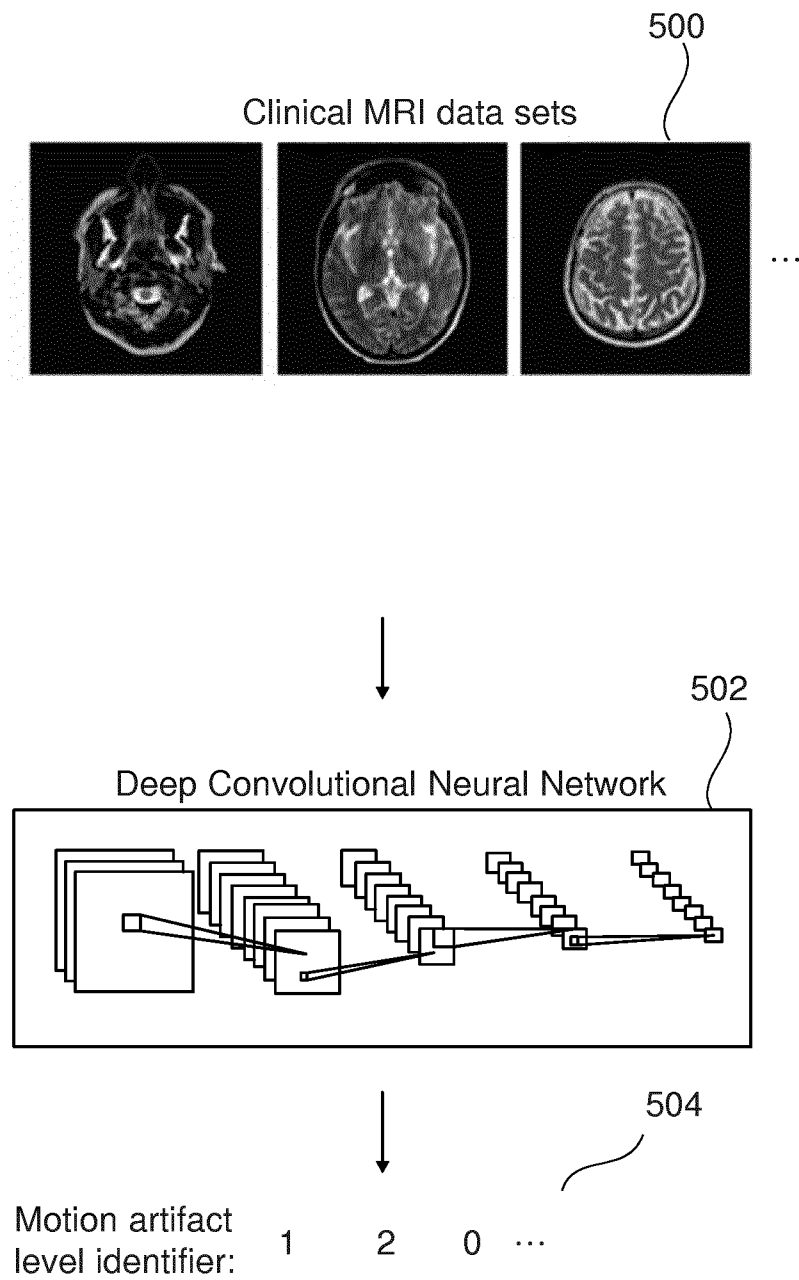 500
Clinical MRI data sets
...
502
Deep Convolutional Neural Network
504
Motion artifact
level identifier: 1 2 0 ...